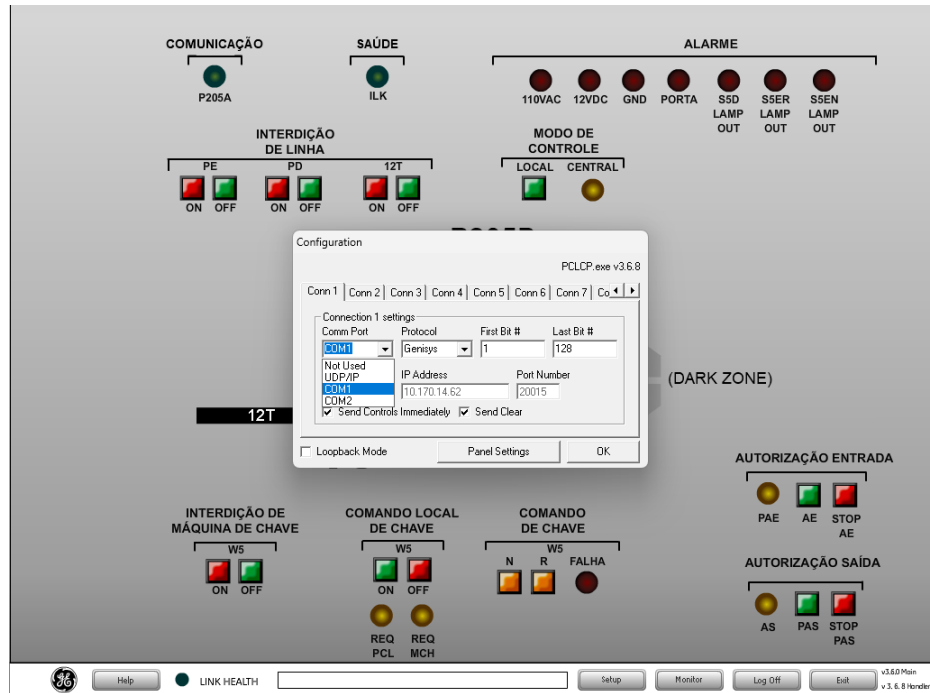 COMUNICAÇÃO
SAÚDE
ALARME
P205A
ILK
110VAC 12VDC GND PORTA S5D LAMP OUT S5ER LAMP OUT S5EN LAMP OUT
INTERDIÇÃO
DE LINHA
MODO DE
CONTROLE
PE PD 12T
LOCAL CENTRAL
ON OFF ON OFF ON OFF
Configuration
PCLCP.exe v3.6.8
Conn 1 Conn 2 Conn 3 Conn 4 Conn 5 Conn 6 Conn 7 Co
Connection 1 settings
Comm Port Protocol First Bit # Last Bit #
COM1 Genisys 1 128
Not Used
UDP/IP
COM1
COM2
IP Address Port Number
10.170.14.62 20015
Send Controls Immediately Send Clear
Loopback Mode Panel Settings OK
(DARK ZONE)
12T
AUTORIZAÇÃO ENTRADA
PAE AE STOP
AE
INTERDIÇÃO DE
MÁQUINA DE CHAVE
W5
ON OFF
COMANDO LOCAL
DE CHAVE
W5
ON OFF
REQ PCL REQ MCH
COMANDO
DE CHAVE
W5
N R FALHA
AUTORIZAÇÃO SAÍDA
AS PAS STOP
PAS
Help LINK HEALTH Setup Monitor Log Off Exit
v3.6.0 Main
v 3. 6. 8 Handler